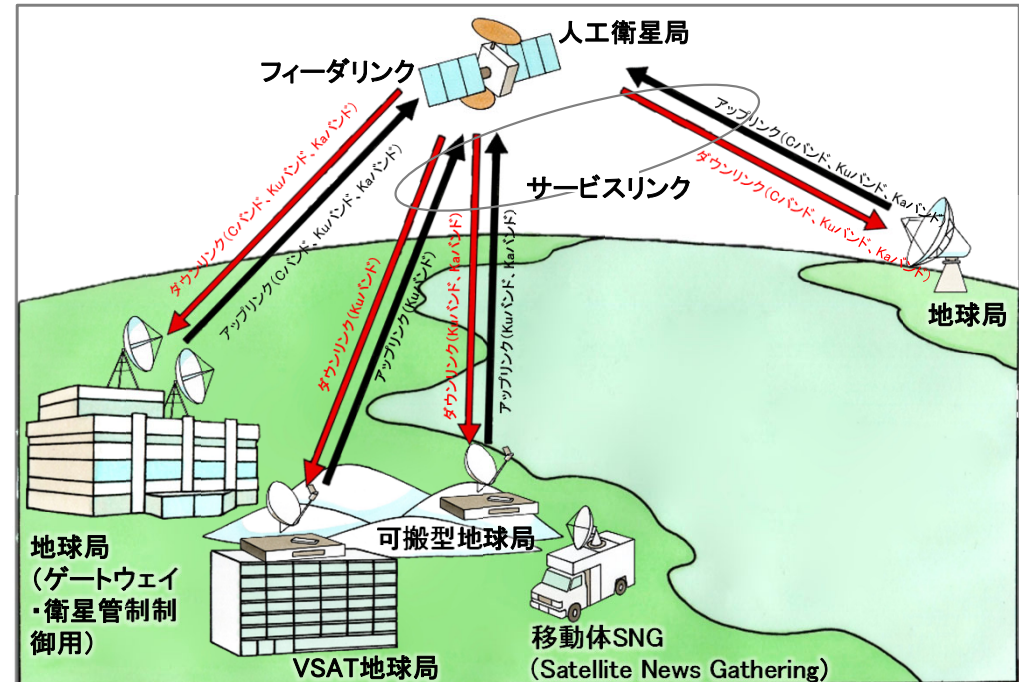 人工衛星局
フィーダリンク
アップリンク(Cバンド、Kuバンド、Kaバンド)
ダウンリンク(Cバンド、Kuバンド、Kaバンド)
サービスリンク
ダウンリンク(Cバンド、Kuバンド、Kaバンド)
アップリンク(Cバンド、Kuバンド、Kaバンド)
ダウンリンク(Kuバンド)
アップリンク(Kuバンド)
ダウンリンク(Kuバンド、Kaバンド)
アップリンク(Kuバンド、Kaバンド)
地球局
可搬型地球局
地球局
(ゲートウェイ
・衛星管制制
御用)
VSAT地球局
移動体SNG
(Satellite News Gathering)